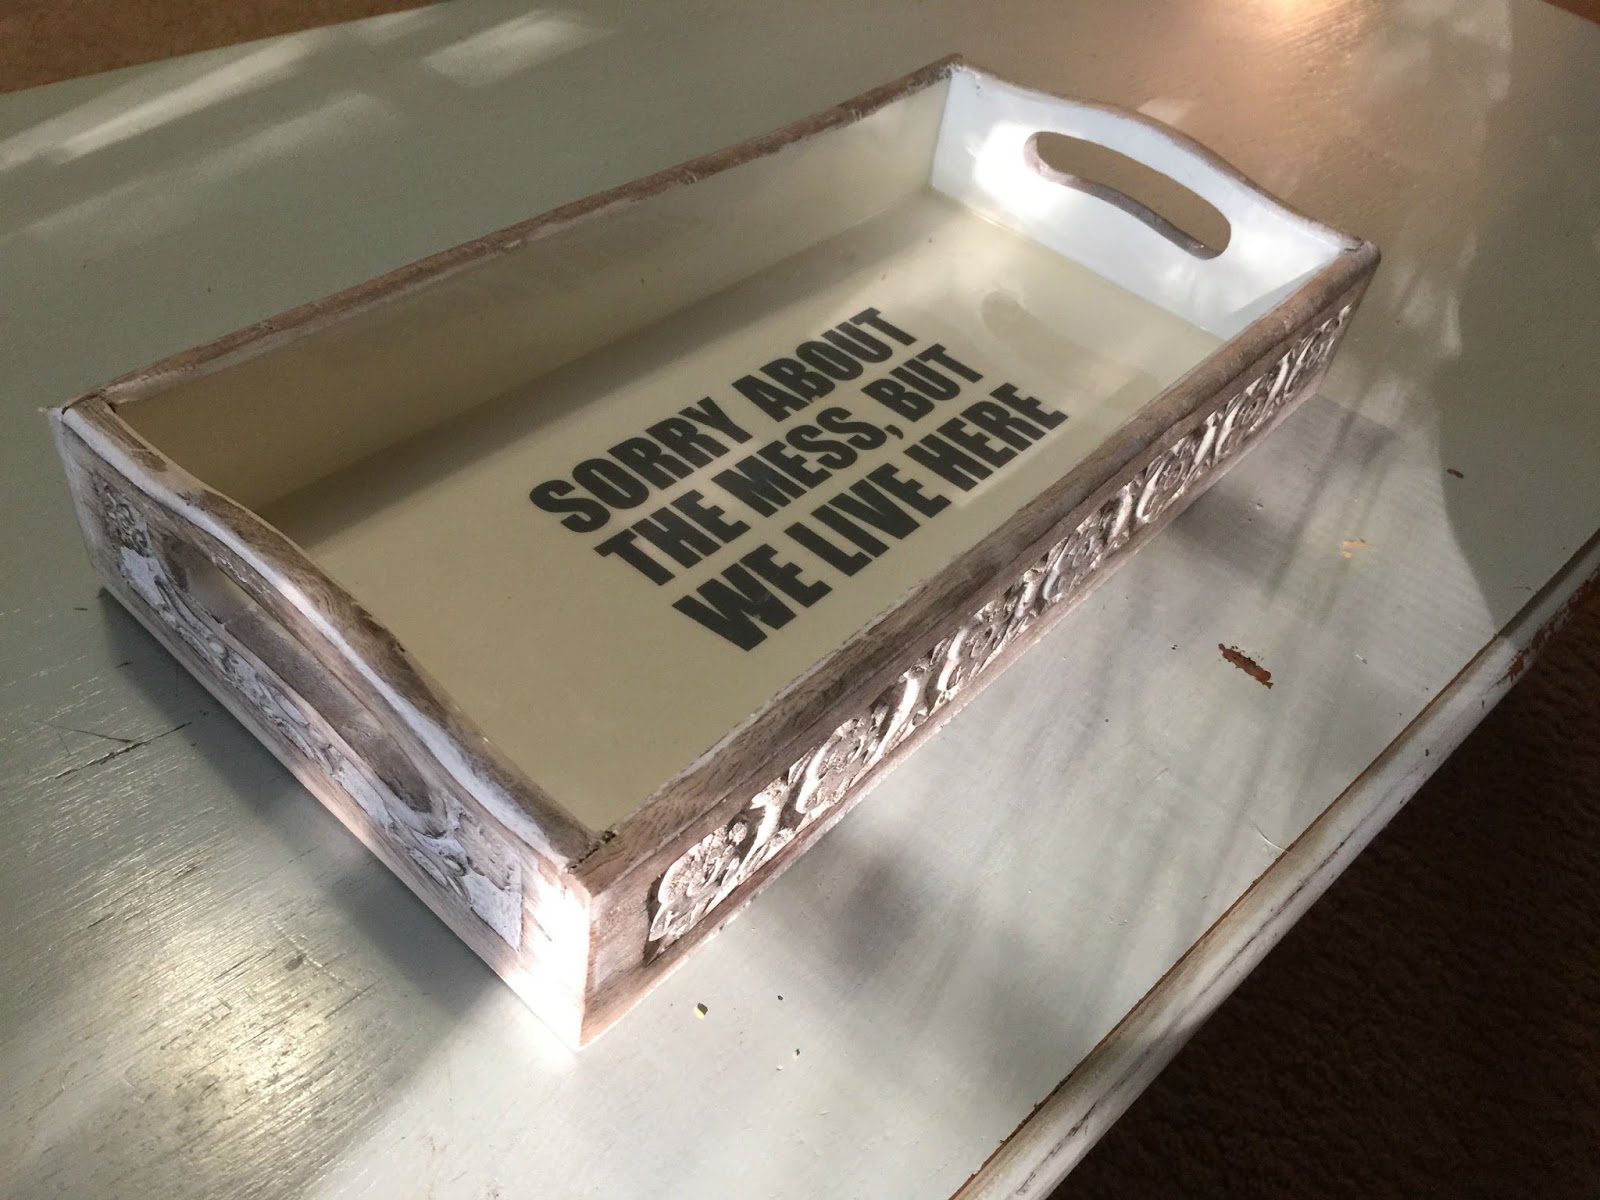 SORRY ABOUT
THE MESS, BUT
WE LIVE HERE